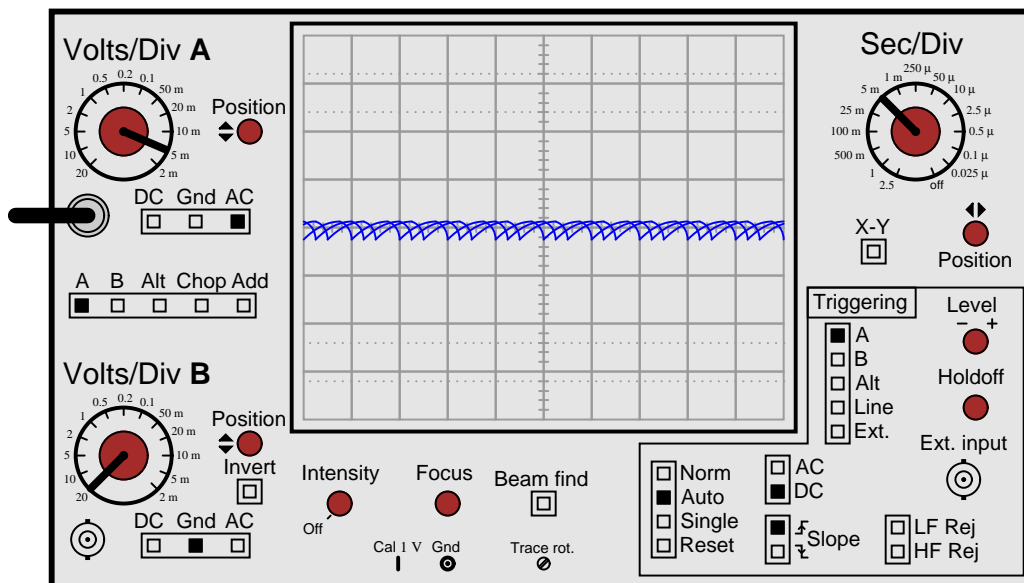 Volts/Div A
0.5 0.2 0.1
1 50 m
2 20 m
5 10 m
10 5 m
20 2 m
Position
DC Gnd AC
A B Alt Chop Add
Volts/Div B
0.5 0.2 0.1
1 50 m
2 20 m
5 10 m
10 5 m
20 2 m
Position
Invert
DC Gnd AC
Intensity
Off
Focus
Beam find
Cal 1 V Gnd
Trace rot.
Sec/Div
250 µ
1 m 50 µ
5 m 10 µ
25 m 2.5 µ
100 m 0.5 µ
500 m 0.1 µ
1 0.025 µ
2.5 off
X-Y
Position
Triggering
A
B
Alt
Line
Ext.
Level
− +
Holdoff
Ext. input
Norm
Auto
Single
Reset
AC
DC
Slope
LF Rej
HF Rej